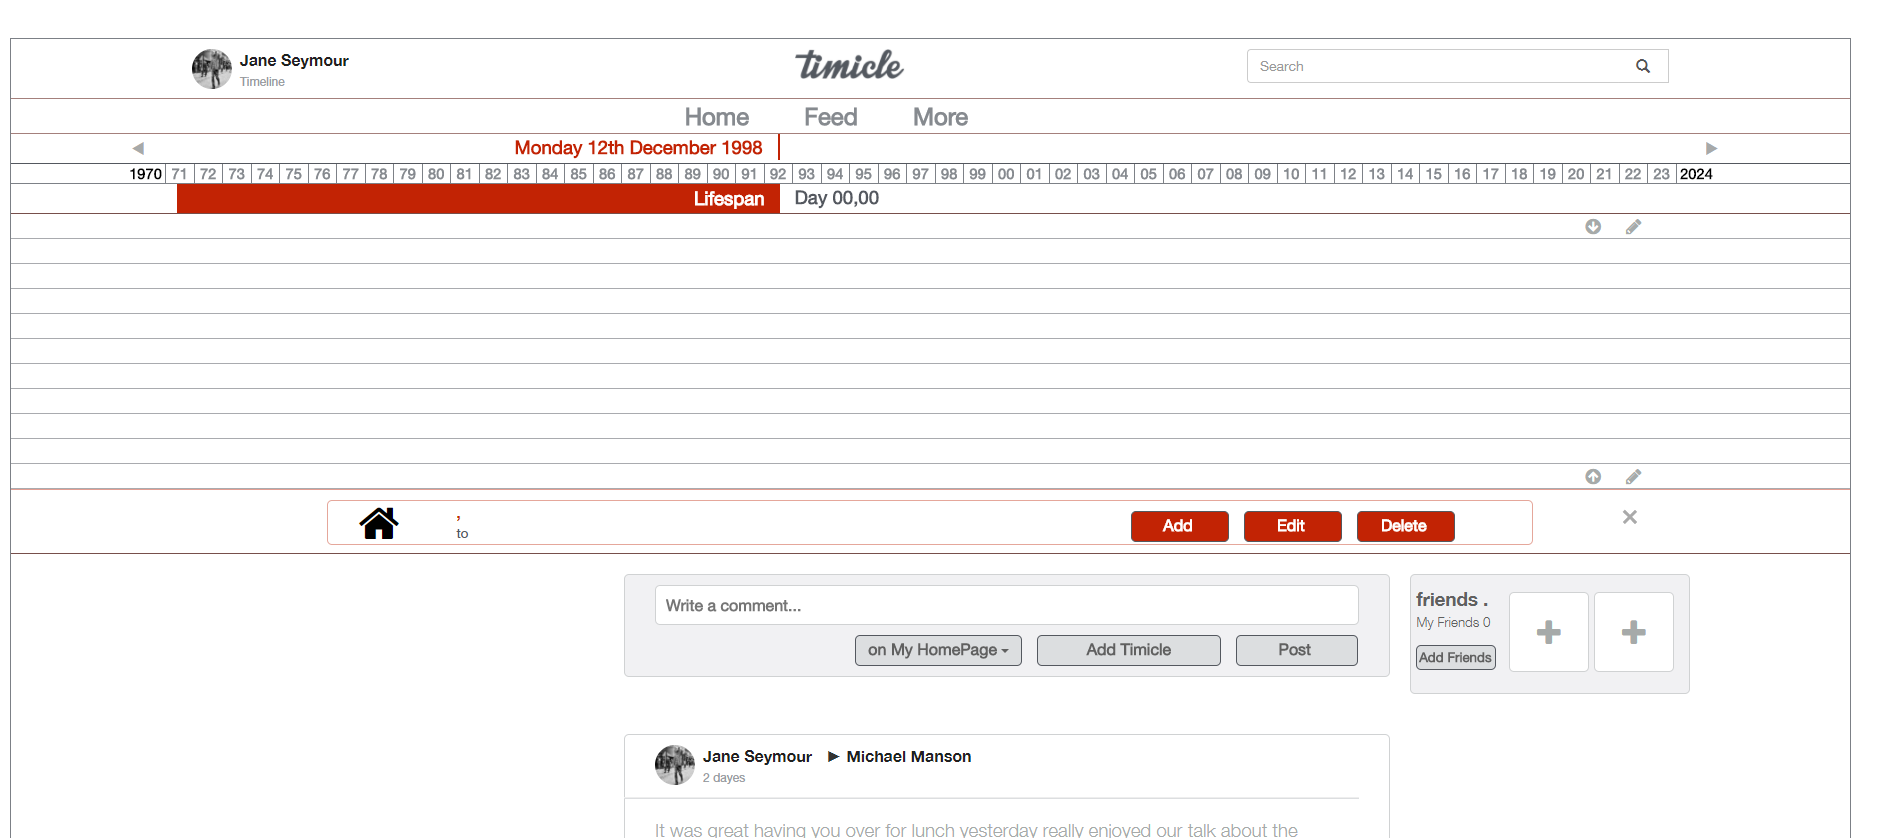 Jane Seymour
Timeline
timicle
Search
Home Feed More
Monday 12th December 1998
1970 71 72 73 74 75 76 77 78 79 80 81 82 83 84 85 86 87 88 89 90 91 92 93 94 95 96 97 98 99 00 01 02 03 04 05 06 07 08 09 10 11 12 13 14 15 16 17 18 19 20 21 22 23 2024
Lifespan Day 00,00
,
to
Add Edit Delete
Write a comment...
on My HomePage Add Timicle Post
friends .
My Friends 0
Add Friends
Jane Seymour Michael Manson
2 dayes
It was great having you over for lunch yesterday really enjoyed our talk about the